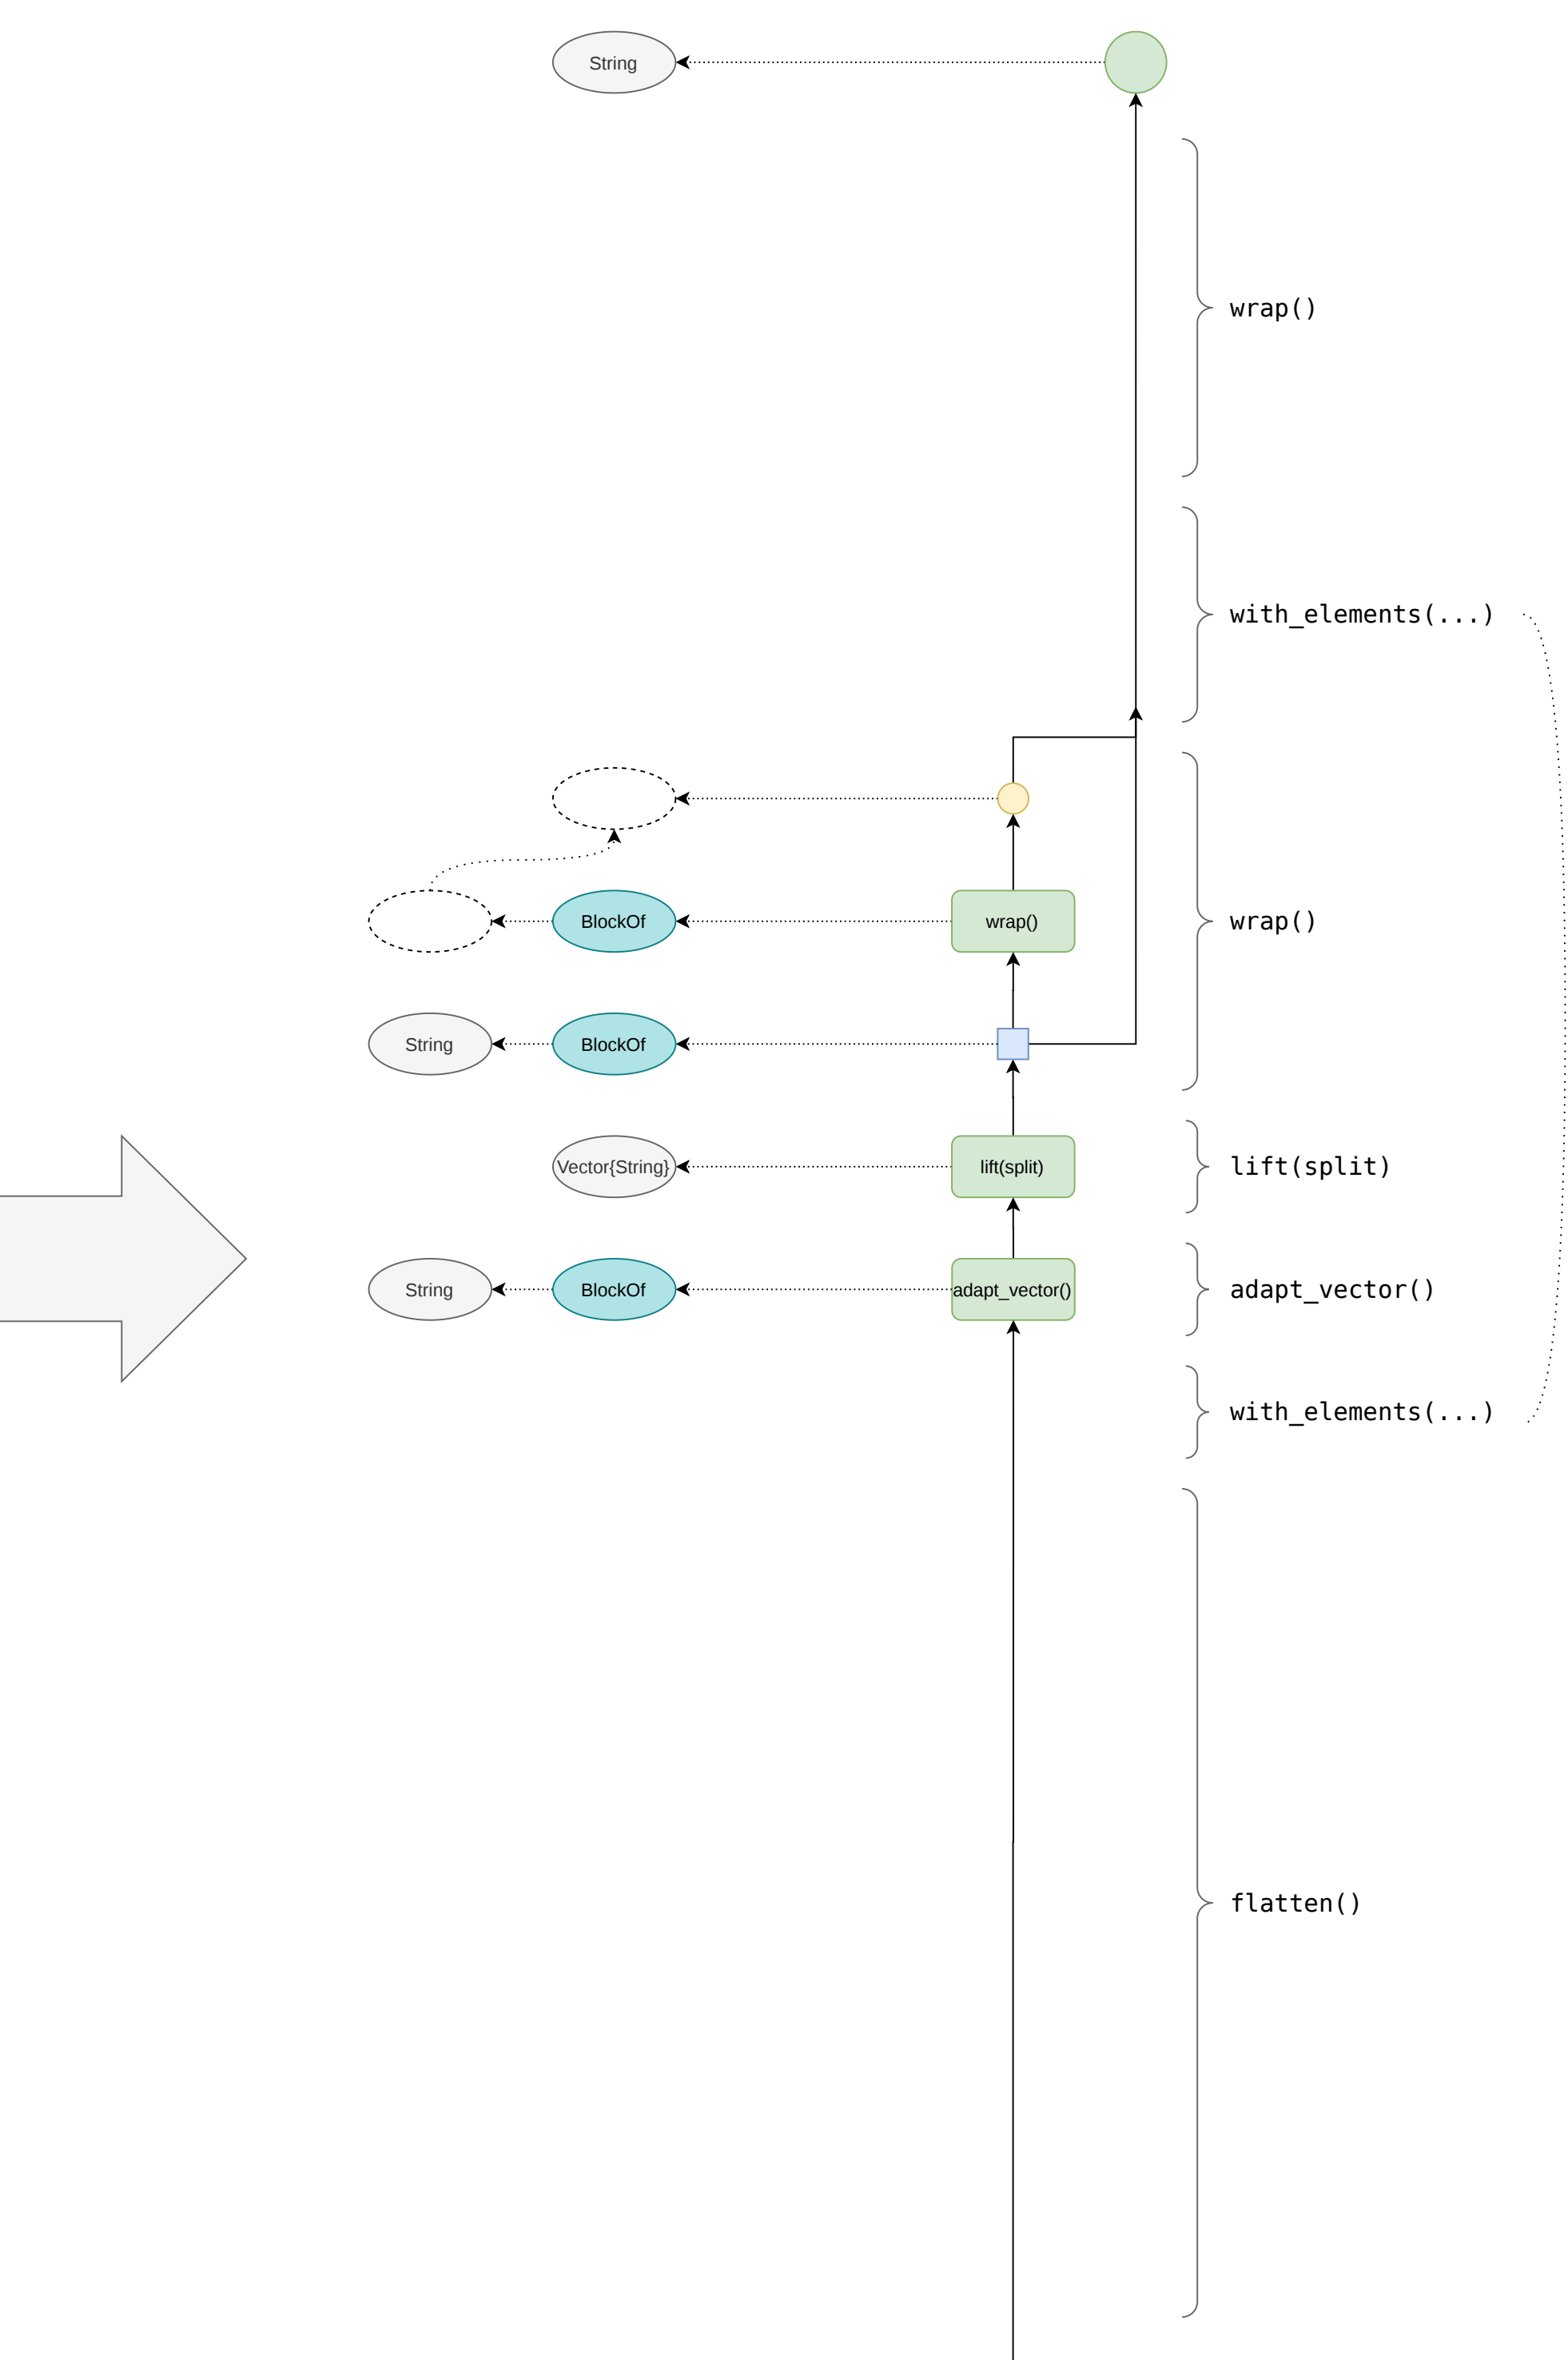 String
wrap()
with_elements(...)
BlockOf
wrap()
wrap()
String
BlockOf
Vector{String}
lift(split)
lift(split)
String
BlockOf
adapt_vector()
adapt_vector()
with_elements(...)
flatten()